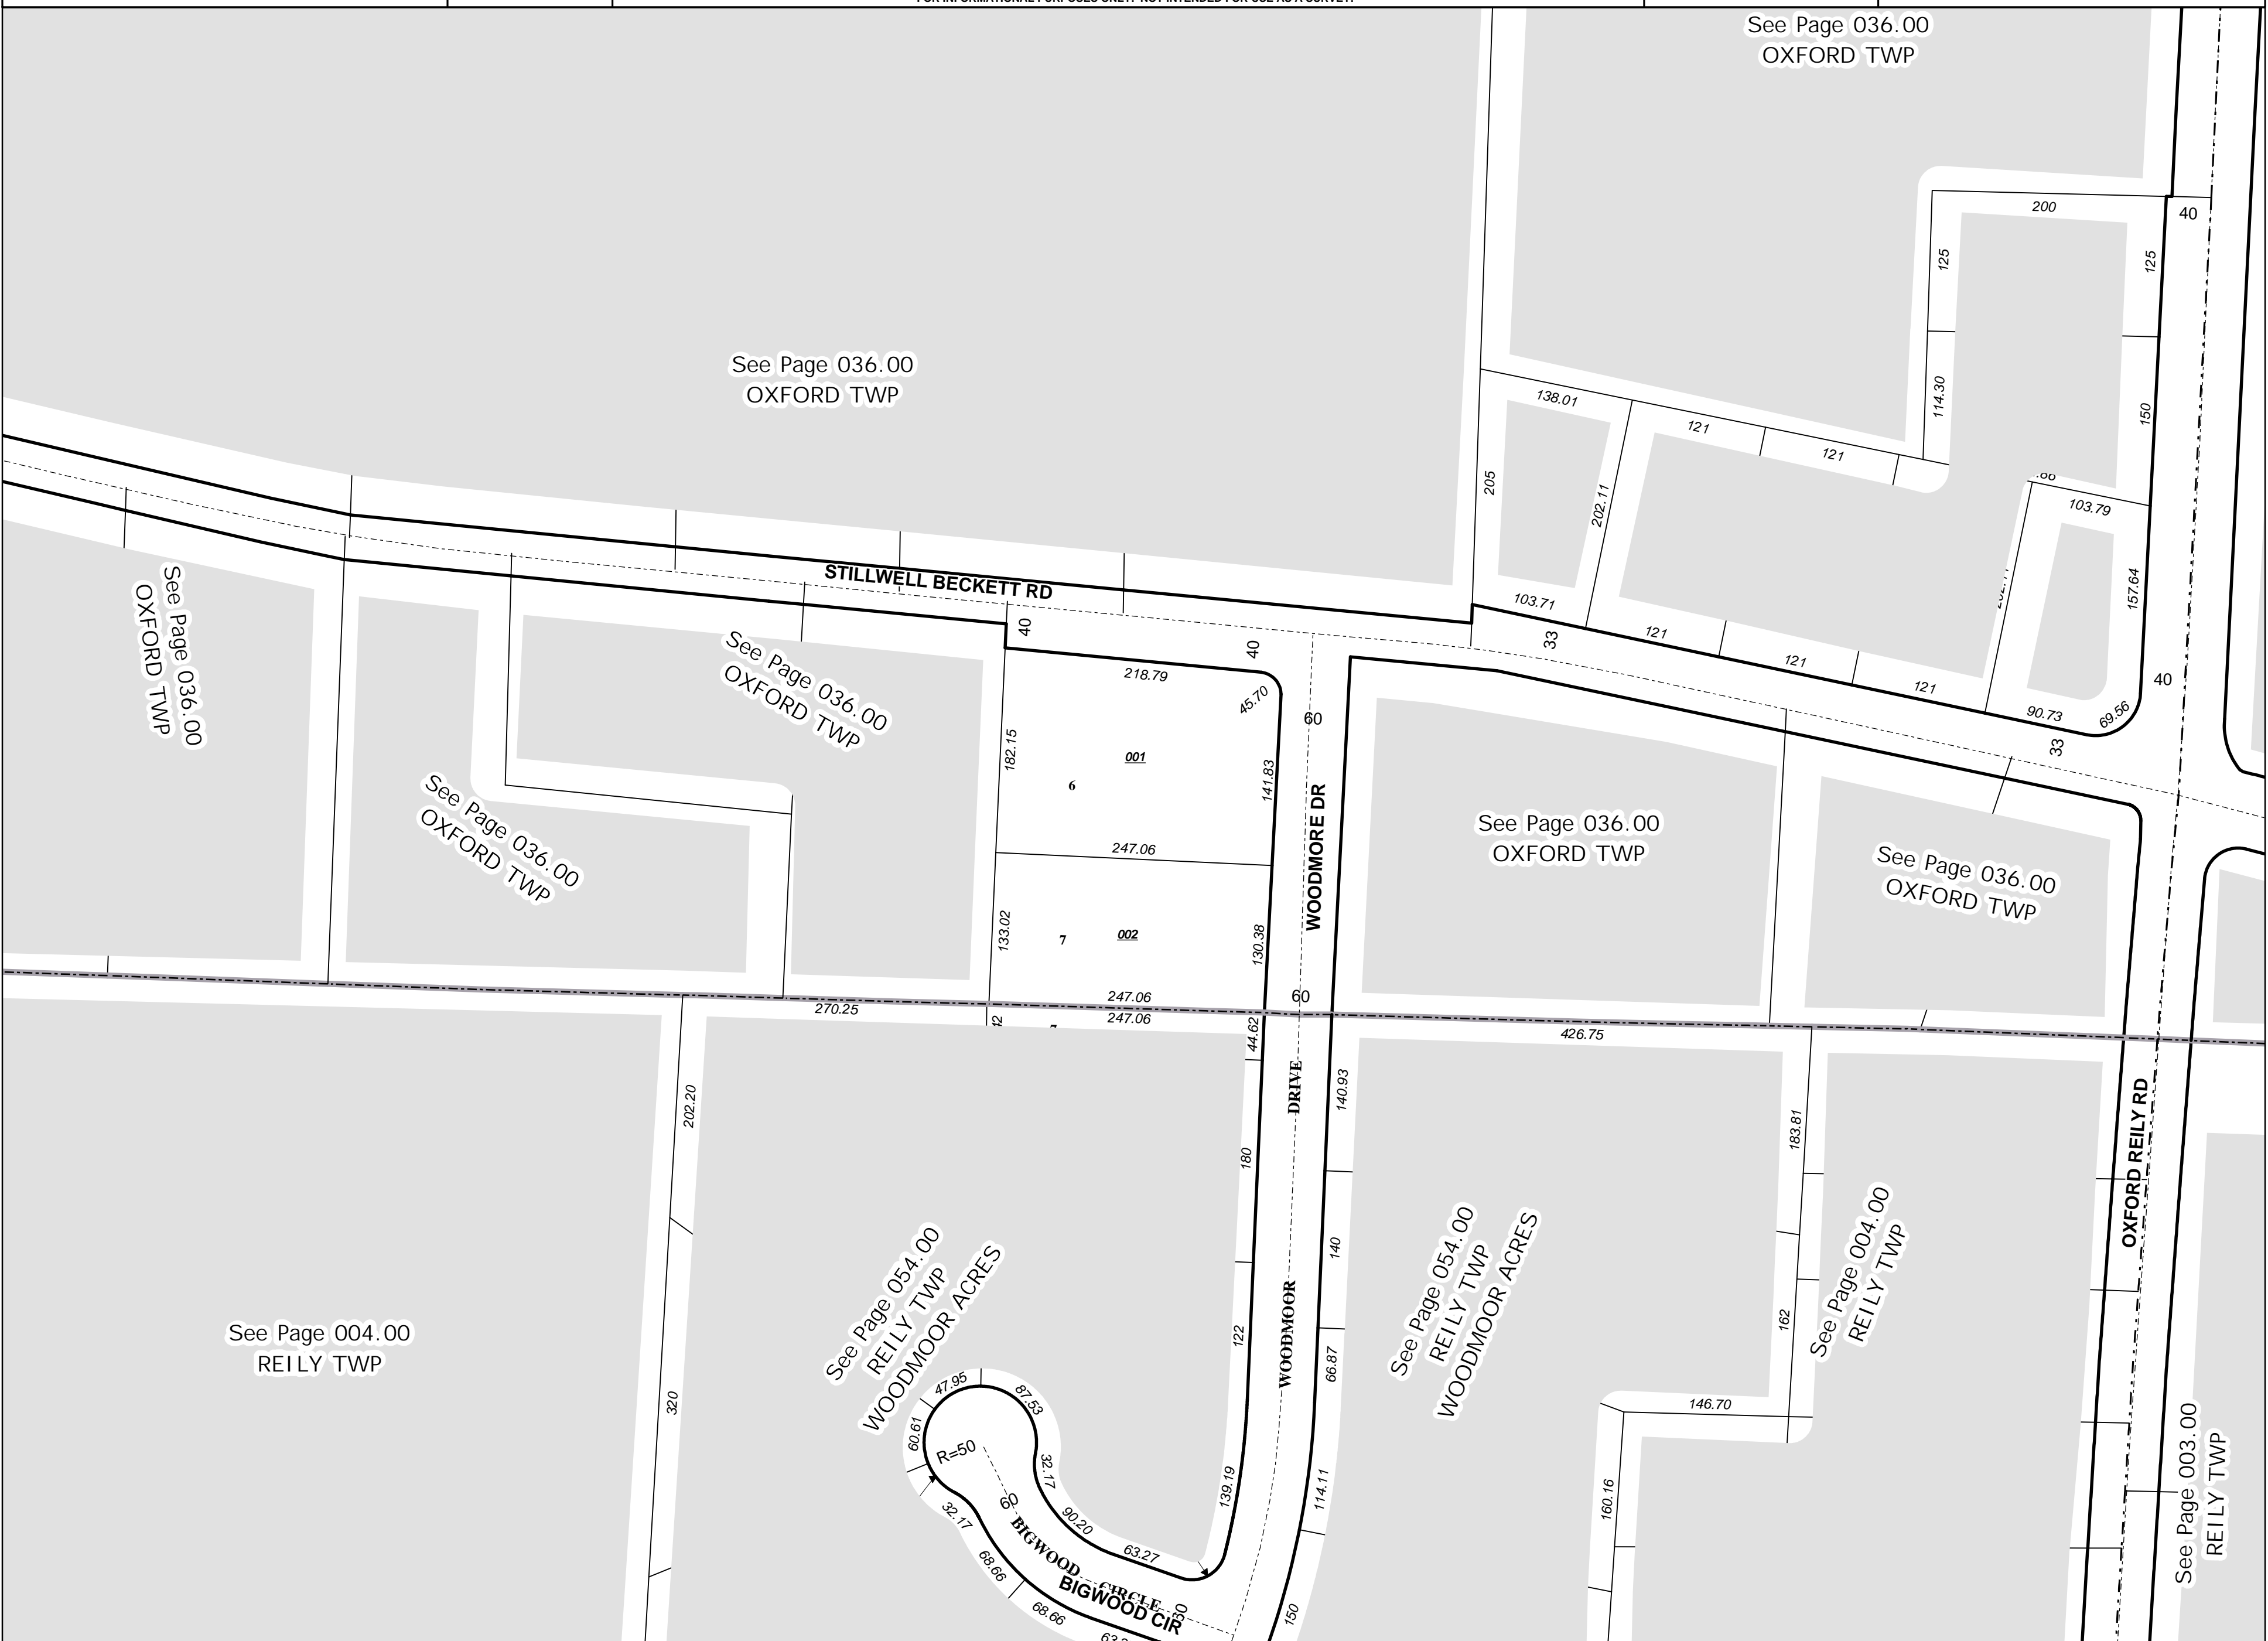 FOR INFORMATIONAL PURPOSES ONLY. NOT INTENDED FOR USE AS A SURVEY.
See Page 036.00
OXFORD TWP
200
40
125
125
See Page 036.00
OXFORD TWP
114.30
150
138.01
121
121
205
202.11
103.79
157.64
STILLWELL BECKETT RD
103.71
121
121
121
90.73
69.56
33
33
40
See Page 036.00
OXFORD TWP
See Page 036.00
OXFORD TWP
See Page 036.00
OXFORD TWP
40
40
218.79
45.70
60
182.15
001
6
141.83
247.06
WOODMORE DR
See Page 036.00
OXFORD TWP
See Page 036.00
OXFORD TWP
133.02
7
002
130.38
247.06
60
270.25
247.06
44.62
426.75
202.20
DRIVE
140.93
183.81
OXFORD REILY RD
180
140
See Page 004.00
REILY TWP
320
See Page 054.00
REILY TWP
WOODMOOR ACRES
122
WOODMOOR
66.87
See Page 054.00
REILY TWP
WOODMOOR ACRES
162
See Page 004.00
REILY TWP
146.70
47.95
87.53
60.61
R=50
32.17
60
32.17
90.20
139.19
114.11
160.16
See Page 003.00
REILY TWP
63.27
68.66
BIGWOOD CIRCLE
BIGWOOD CIR
68.66
150